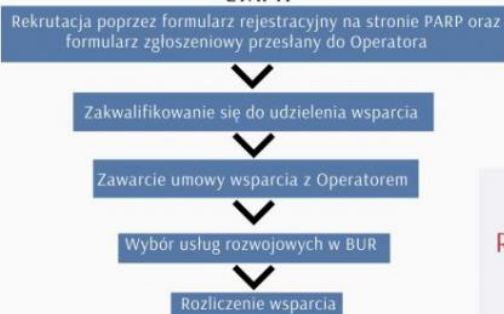 Rekrutacja poprzez formularz rejestracyjny na stronie PARP oraz
formularz zgłoszeniowy przesłany do Operatora
Zakwalifikowanie się do udzielenia wsparcia
Zawarcie umowy wsparcia z Operatorem
Wybór usług rozwojowych w BUR
Rozliczenie wsparcia